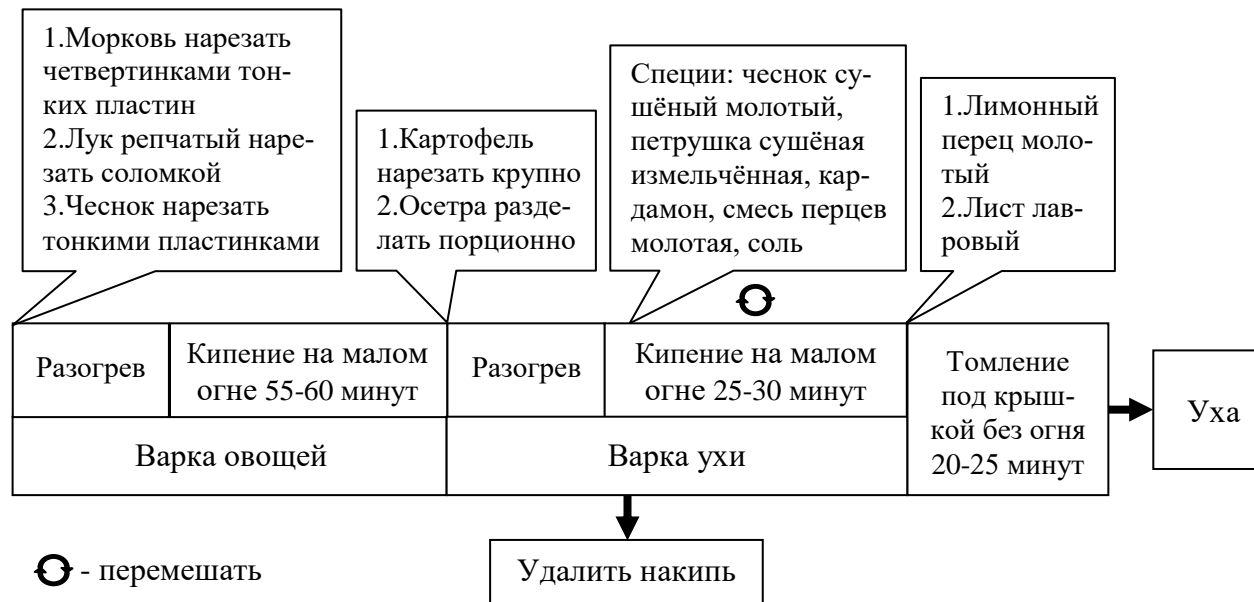 1.Морковь нарезать
четвертинками тон-
ких пластин
2.Лук репчатый наре-
зать соломкой
3.Чеснок нарезать
тонкими пластинками
1.Картофель
нарезать крупно
2.Осетра разде-
лать порционно
Специи: чеснок су-
шёный молотый,
петрушка сушёная
измельчённая, кар-
дамон, смесь перцев
молотая, соль
1.Лимонный
перец моло-
тый
2.Лист лав-
ровый
Разогрев
Кипение на малом
огне 55-60 минут
Разогрев
Кипение на малом
огне 25-30 минут
Томление
под крыш-
кой без огня
20-25 минут
Уха
Варка овощей
Варка ухи
- перемешать
Удалить накипь